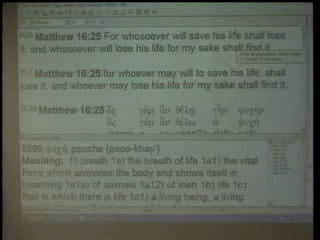 KJV Matthew 16:25 For whosoever will save his life shall lose
it: and whosoever will lose his life for my sake shall find it.
YLT Matthew 16:25 for whoever may will to save his life, shall
lose it, and whoever may lose his life for my sake shall find it,
Matthew 16:25 ὃς γὰρ ἂν θέλῃ τὴν ψυχὴν
ὅς γάρ ἄν θέλω ὁ ψυχή
5590 ψυχή psuche {psoo-khay'}
Meaning: 1) breath 1a) the breath of life 1a1) the vital
force which animates the body and shows itself in
breathing 1a1a) of animals 1a12) of men 1b) life 1c)
that in which there is life 1c1) a living being, a living